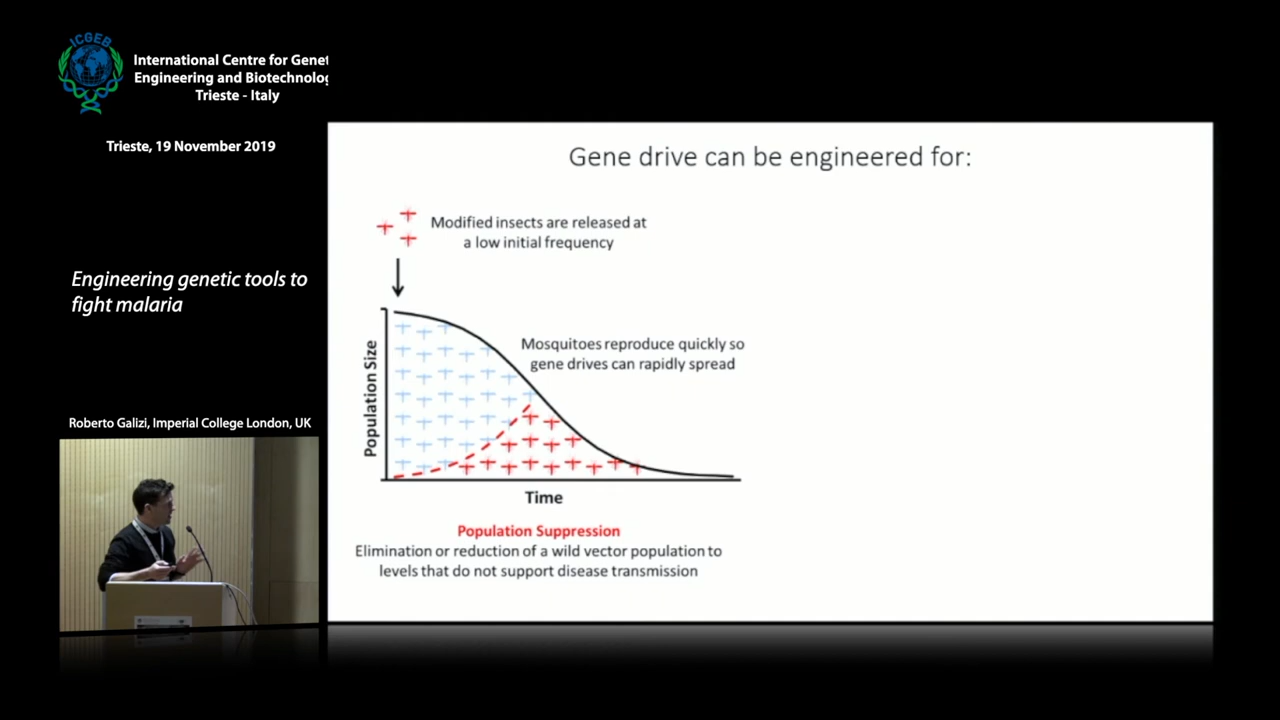 ICGEB
International Centre for Genet
Engineering and Biotechnolog
Trieste - Italy
Trieste, 19 November 2019
Engineering genetic tools to
fight malaria
Roberto Galizi, Imperial College London, UK
Gene drive can be engineered for:
Modified insects are released at
a low initial frequency
Mosquitoes reproduce quickly so
gene drives can rapidly spread
Population Size
Time
Population Suppression
Elimination or reduction of a wild vector population to
levels that do not support disease transmission